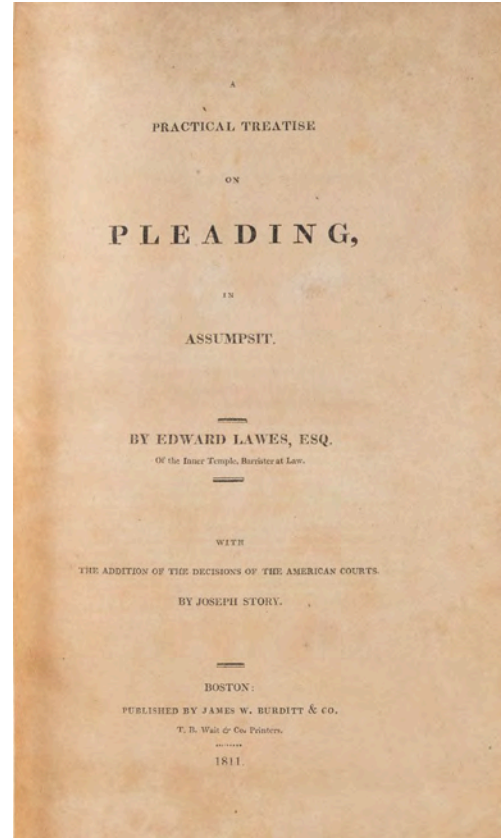 A
PRACTICAL TREATISE
ON
PLEADING,
IN
ASSUMPSIT.
BY EDWARD LAWES, ESQ.
Of the Inner Temple, Barrister at Law.
WITH
THE ADDITION OF THE DECISIONS OF THE AMERICAN COURTS.
BY JOSEPH STORY.
BOSTON:
PUBLISHED BY JAMES W. BURDITT & CO.
T. B. Wait & Co. Printers.
1811.